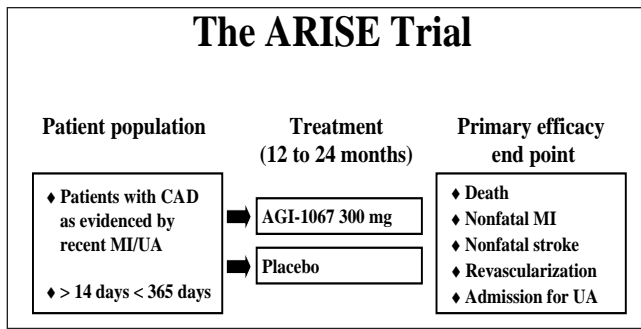 The ARISE Trial
Patient population
Treatment
(12 to 24 months)
Primary efficacy
end point
♦ Patients with CAD
as evidenced by
recent MI/UA
♦ > 14 days < 365 days
AGI-1067 300 mg
Placebo
♦ Death
♦ Nonfatal MI
♦ Nonfatal stroke
♦ Revascularization
♦ Admission for UA